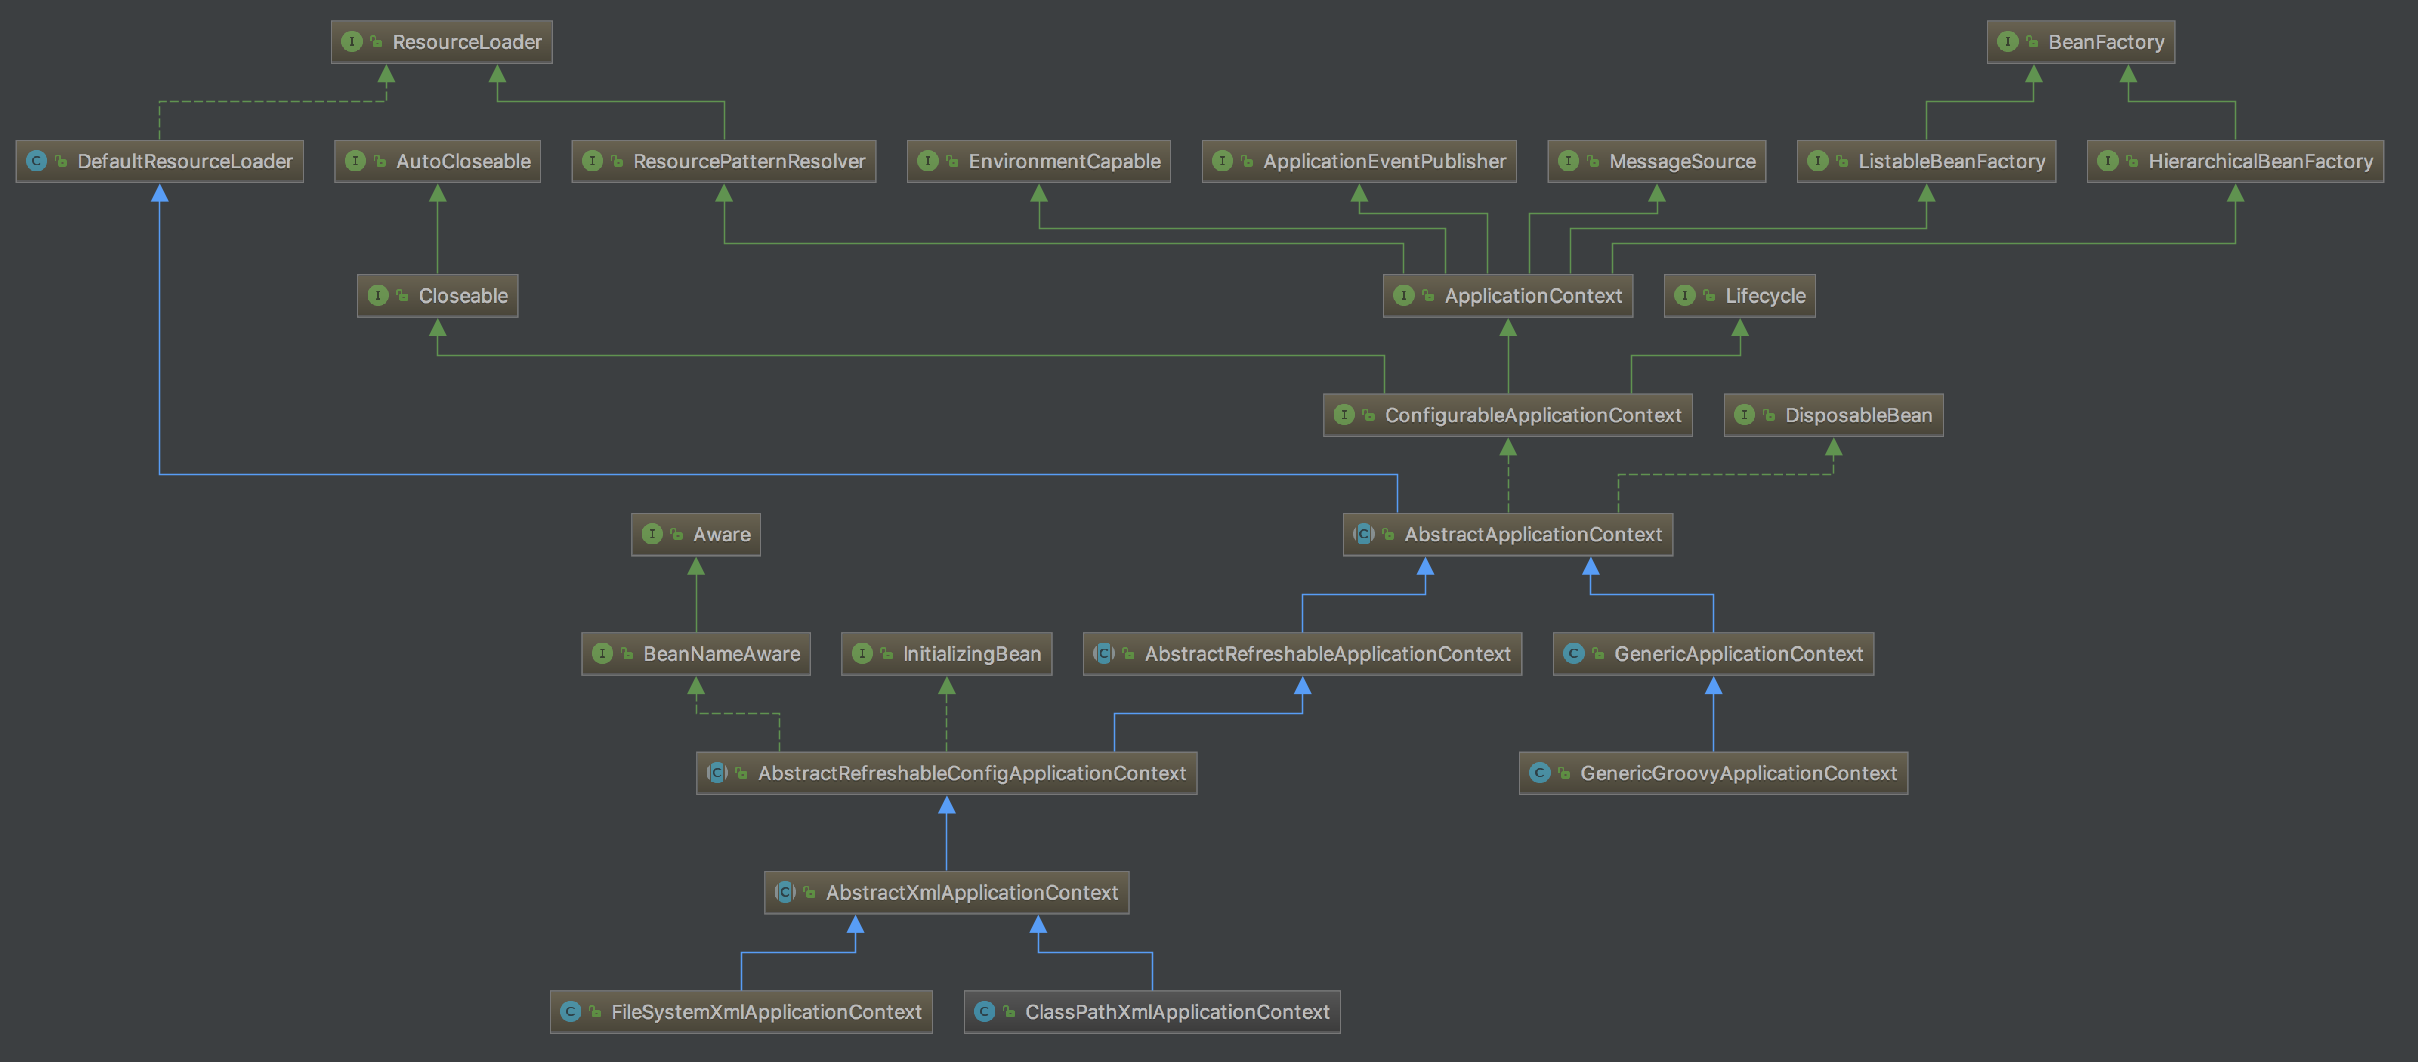 I ResourceLoader
I BeanFactory
C DefaultResourceLoader
I AutoCloseable
I ResourcePatternResolver
I EnvironmentCapable
I ApplicationEventPublisher
I MessageSource
I ListableBeanFactory
I HierarchicalBeanFactory
I Closeable
I ApplicationContext
I Lifecycle
I ConfigurableApplicationContext
I DisposableBean
I Aware
C AbstractApplicationContext
I BeanNameAware
I InitializingBean
C AbstractRefreshableApplicationContext
C GenericApplicationContext
C AbstractRefreshableConfigApplicationContext
C GenericGroovyApplicationContext
C AbstractXmlApplicationContext
C FileSystemXmlApplicationContext
C ClassPathXmlApplicationContext